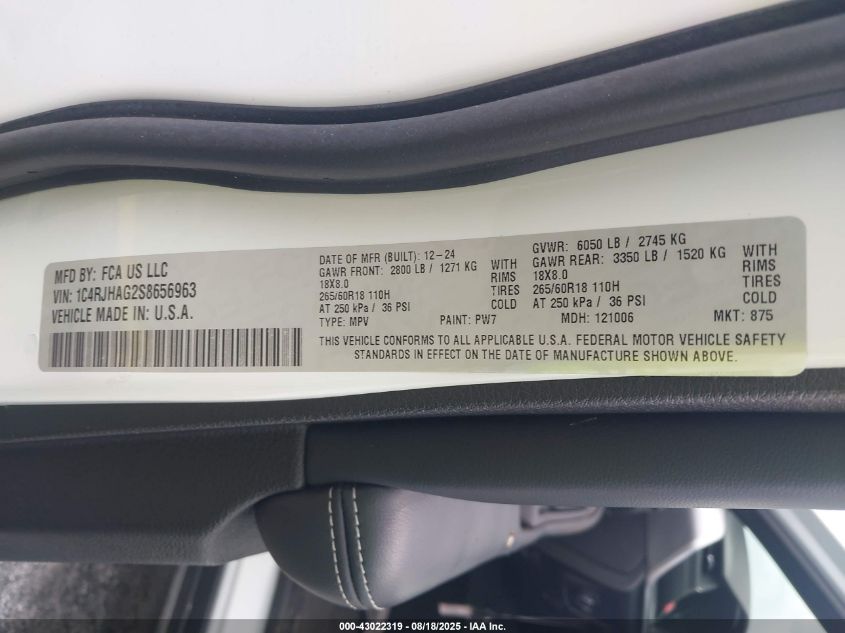 MFD BY: FCA US LLC
VIN: 1C4RJHAG2S8656963
VEHICLE MADE IN: U.S.A.
DATE OF MFR (BUILT): 12-24
GAWR FRONT: 2800 LB / 1271 KG WITH
18X8.0 RIMS
265/60R18 110H TIRES
AT 250 kPa / 36 PSI COLD
TYPE: MPV PAINT: PW7
GVWR: 6050 LB / 2745 KG
GAWR REAR: 3350 LB / 1520 KG WITH
18X8.0 RIMS
265/60R18 110H TIRES
AT 250 kPa / 36 PSI COLD
MDH: 121006 MKT: 875
THIS VEHICLE CONFORMS TO ALL APPLICABLE U.S.A. FEDERAL MOTOR VEHICLE SAFETY
STANDARDS IN EFFECT ON THE DATE OF MANUFACTURE SHOWN ABOVE.
000-43022319 - 08/18/2025 - IAA Inc.